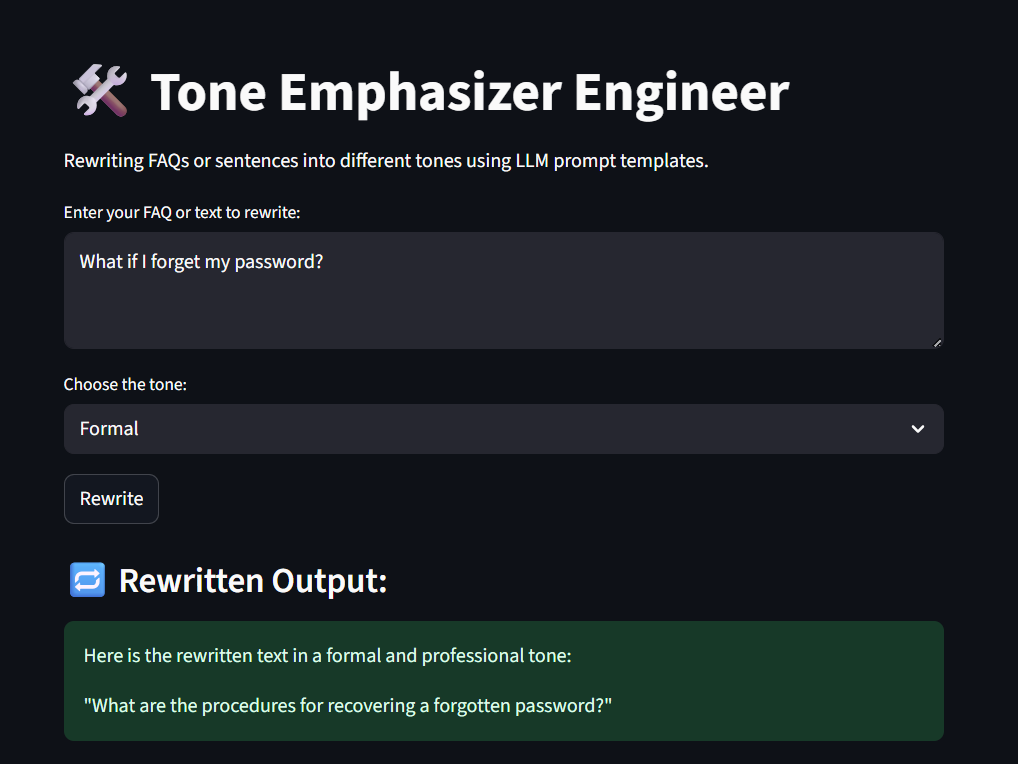 Tone Emphasizer Engineer
Rewriting FAQs or sentences into different tones using LLM prompt templates.
Enter your FAQ or text to rewrite:
What if I forget my password?
Choose the tone:
Formal
Rewrite
Rewritten Output:
Here is the rewritten text in a formal and professional tone:
"What are the procedures for recovering a forgotten password?"